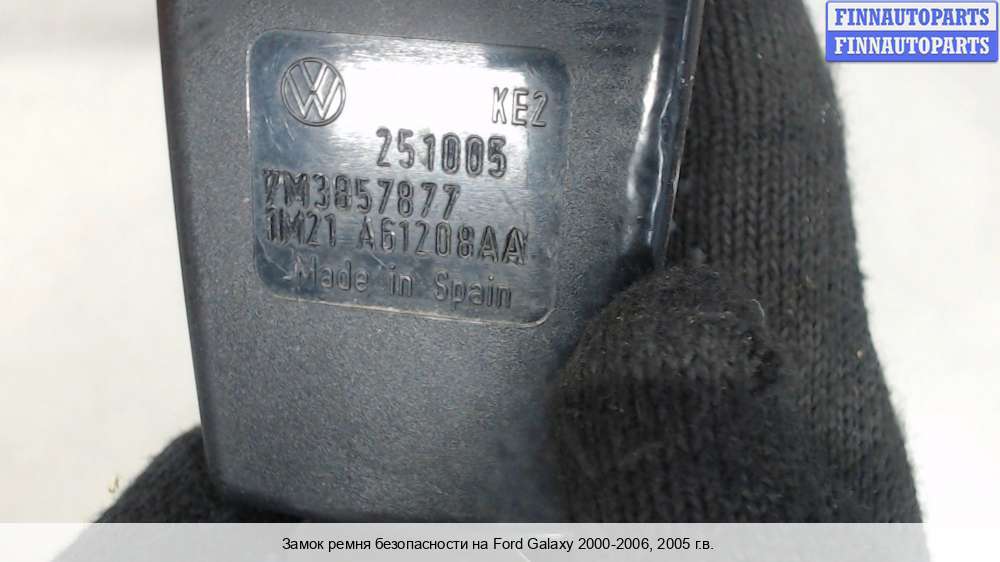 FINNAUTOPARTS
FINNAUTOPARTS
VW
KE2
251005
7M3857877
1M21 A61208AA
Made in Spain
Замок ремня безопасности на Ford Galaxy 2000-2006, 2005 г.в.